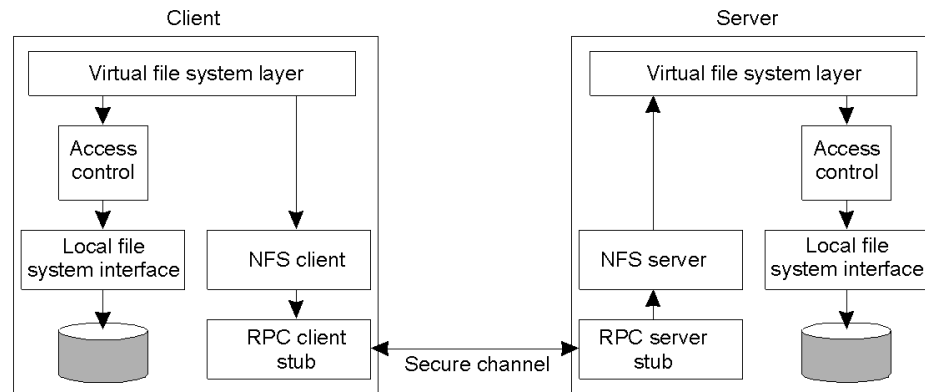 Client
Server
Virtual file system layer
Virtual file system layer
Access
control
Access
control
Local file
system interface
NFS client
NFS server
Local file
system interface
RPC client
stub
Secure channel
RPC server
stub